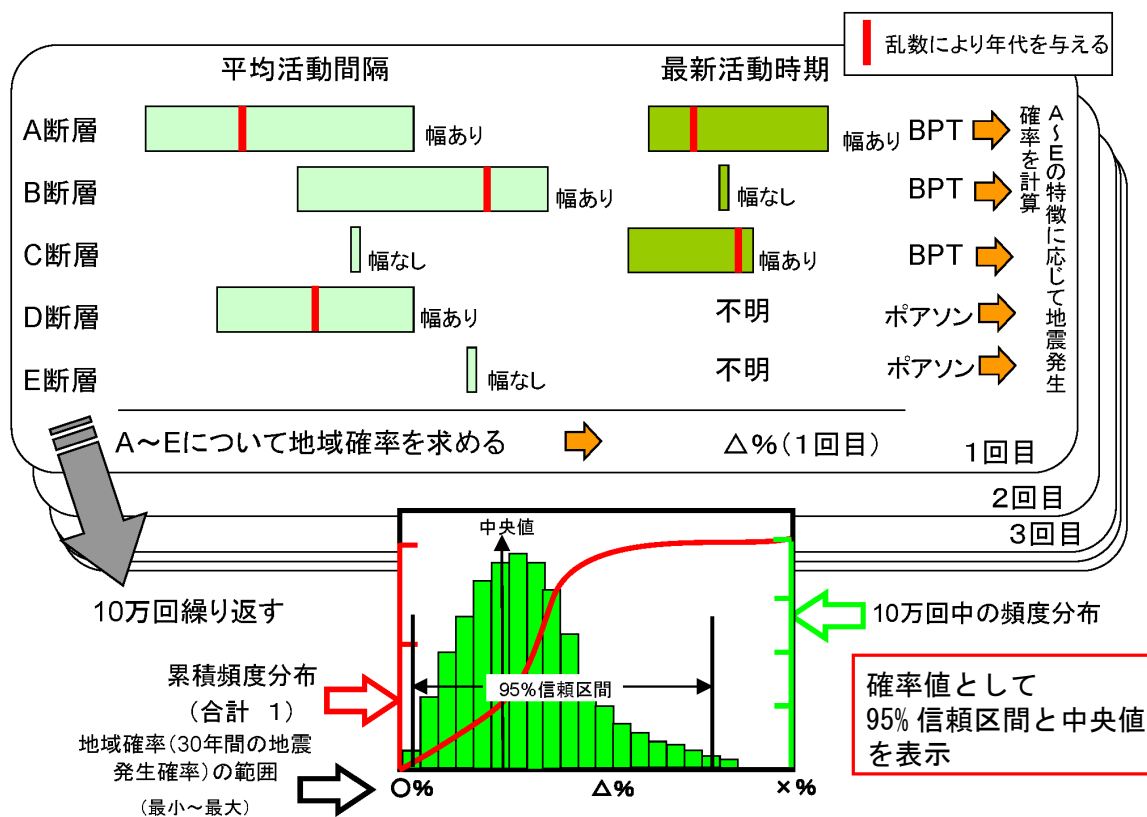 乱数により年代を与える
平均活動間隔
最新活動時期
A断層
幅あり
幅あり
BPT
B断層
幅あり
幅なし
BPT
C断層
幅なし
幅あり
BPT
D断層
幅あり
不明
ポアソン
E断層
幅なし
不明
ポアソン
A～Eの特徴に応じて地震発生
確率を計算
A～Eについて地域確率を求める
△%(1回目)
1回目
2回目
3回目
10万回繰り返す
中央値
95%信頼区間
10万回中の頻度分布
累積頻度分布
(合計 1)
地域確率(30年間の地震
発生確率)の範囲
(最小～最大)
○%
△%
×%
確率値として
95%信頼区間と中央値
を表示